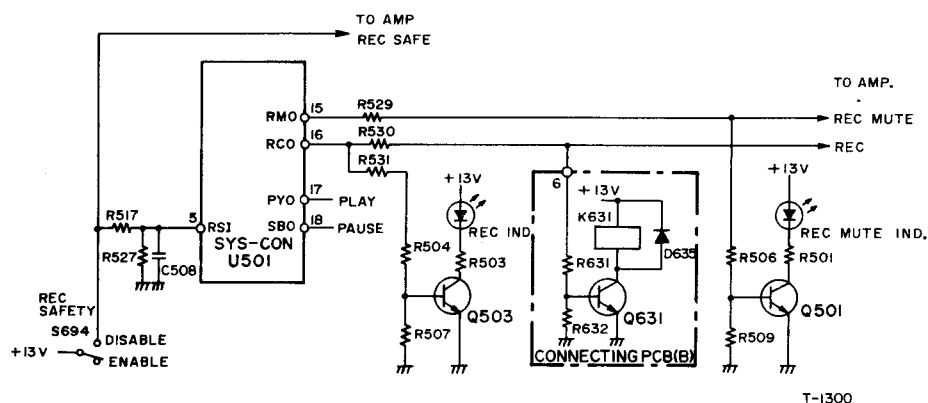 TO AMP
REC SAFE
TO AMP.
RMO 15 R529
REC MUTE
RCO 16 R530
REC
R531
6
+13V
+13V
+13V
PYO 17 PLAY
K631
R517
5 RSI
SBO 18 PAUSE
REC IND.
REC MUTE IND.
SYS-CON
U501
R527
C508
R504
R503
D635
R506
R501
R631
REC
SAFETY
S694
DISABLE
+13V
ENABLE
Q503
R507
R632
Q631
Q501
R509
CONNECTING PCB(B)
T-1300